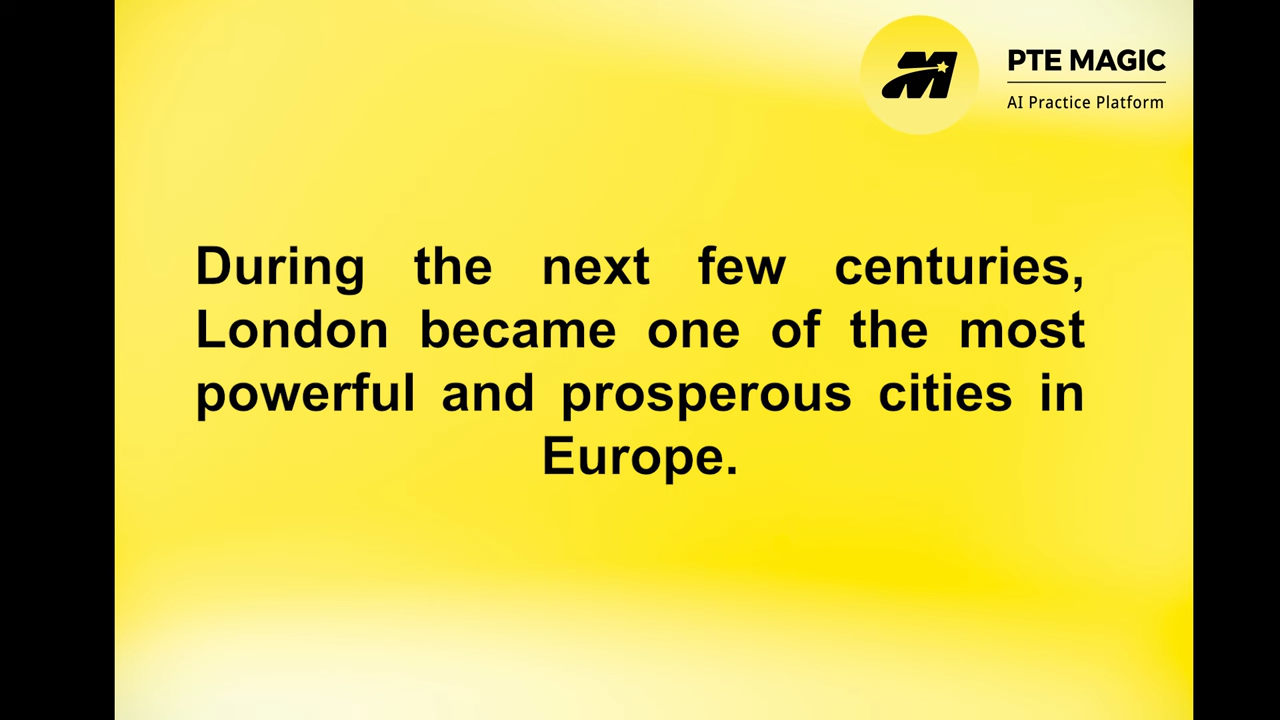 PTE MAGIC
AI Practice Platform
During the next few centuries,
London became one of the most
powerful and prosperous cities in
Europe.